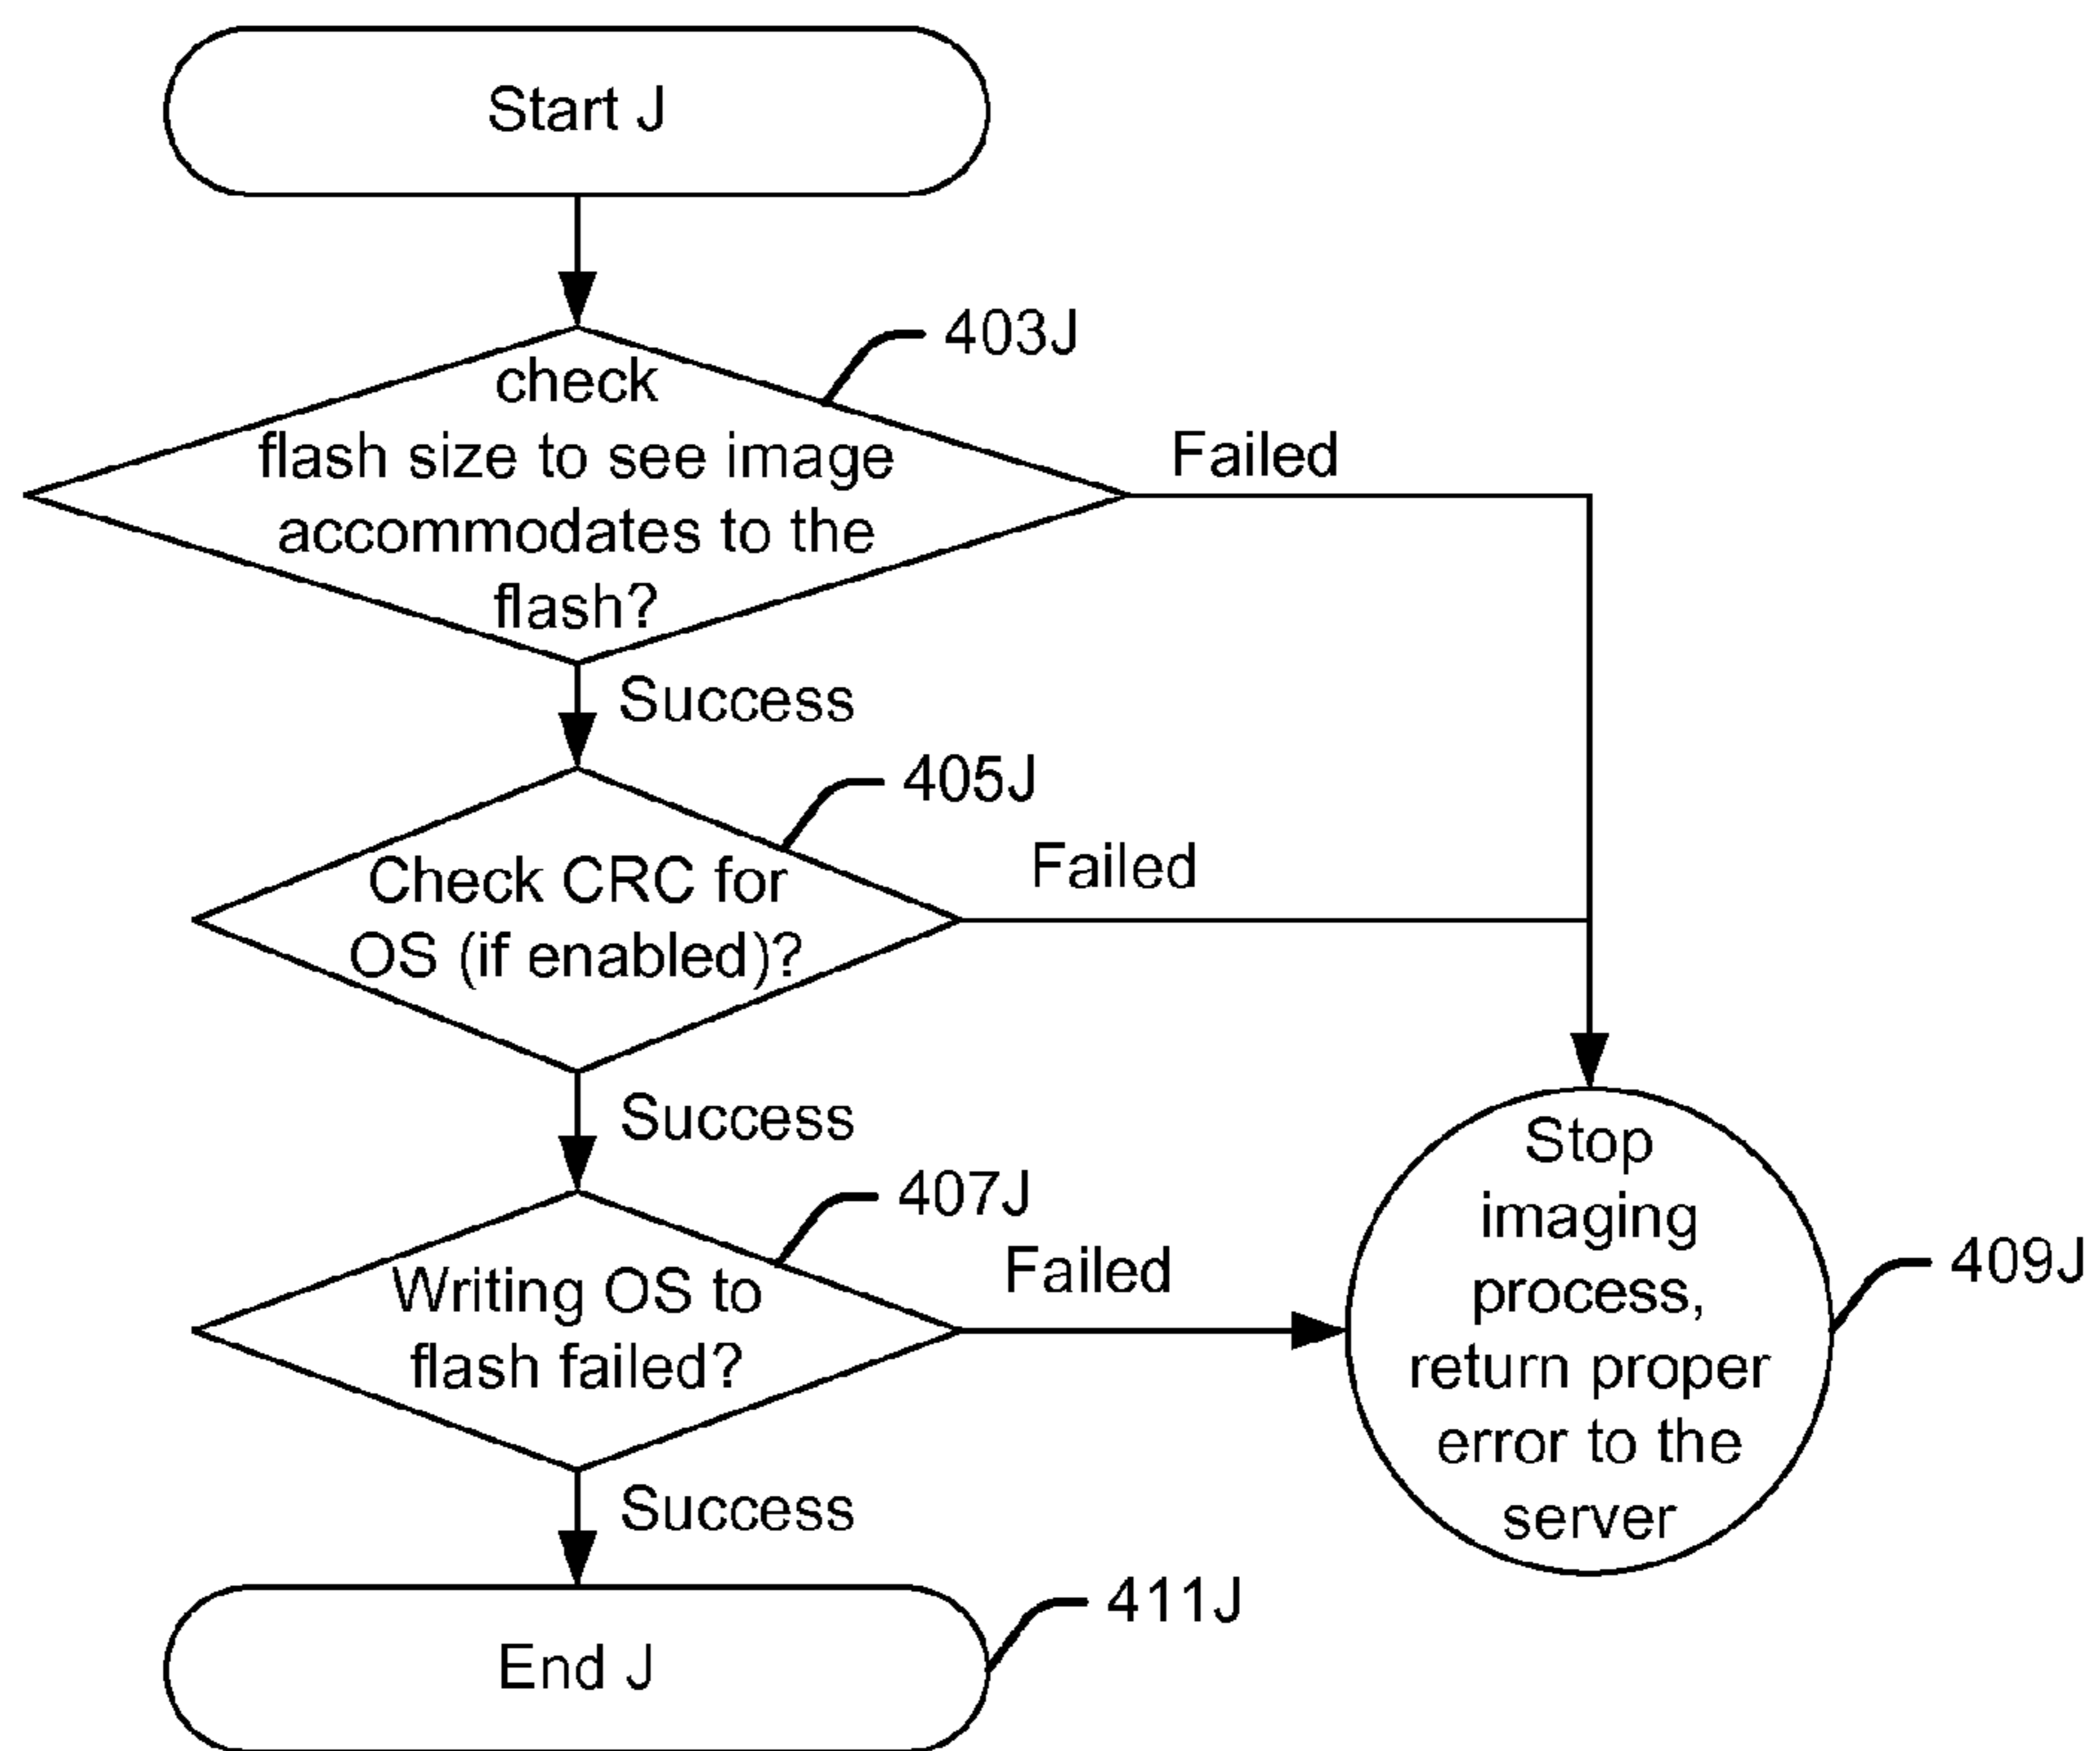 Start J
403J
check
flash size to see image
accommodates to the
flash?
Failed
Success
405J
Check CRC for
OS (if enabled)?
Failed
Success
407J
Writing OS to
flash failed?
Failed
Stop
imaging
process,
return proper
error to the
server
409J
Success
411J
End J